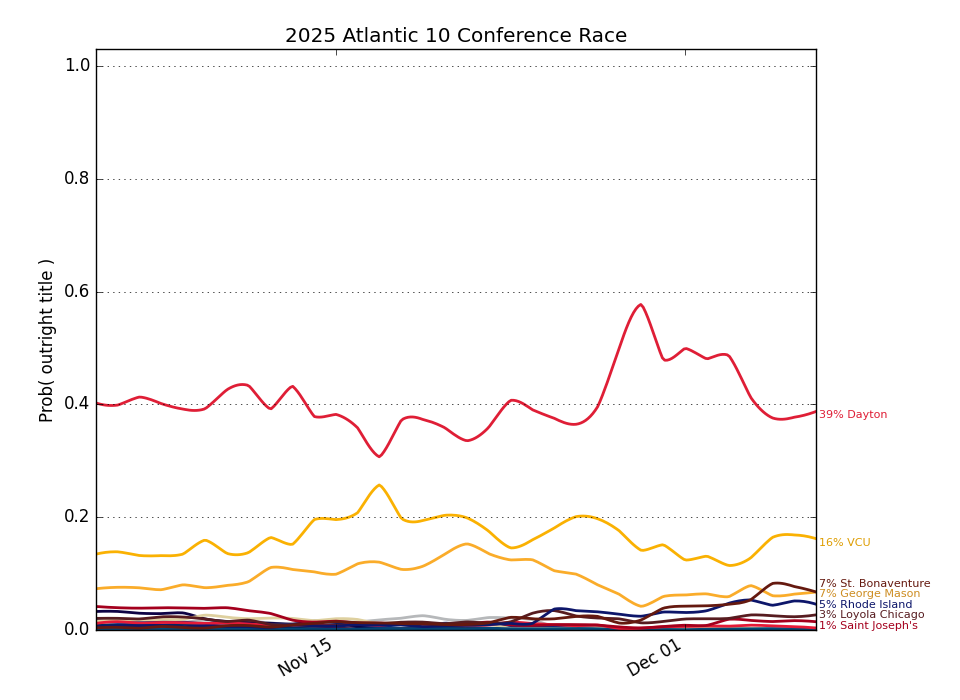 2025 Atlantic 10 Conference Race
1.0
0.8
0.6
0.4
0.2
0.0
Prob( outright title )
Nov 15
Dec 01
39% Dayton
16% VCU
7% St. Bonaventure
7% George Mason
5% Rhode Island
3% Loyola Chicago
1% Saint Joseph's